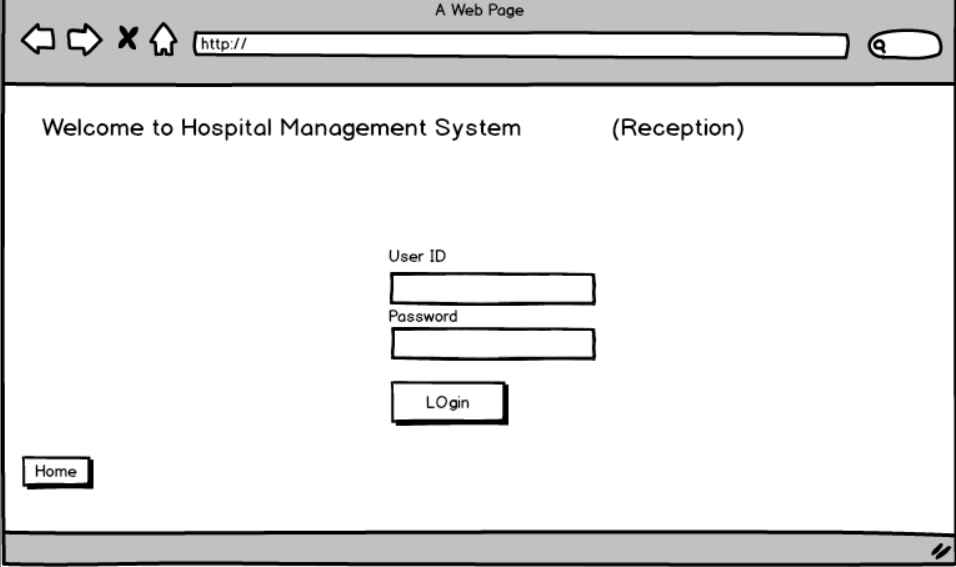 A Web Page
http://
Welcome to Hospital Management System (Reception)
User ID
Password
LOgin
Home